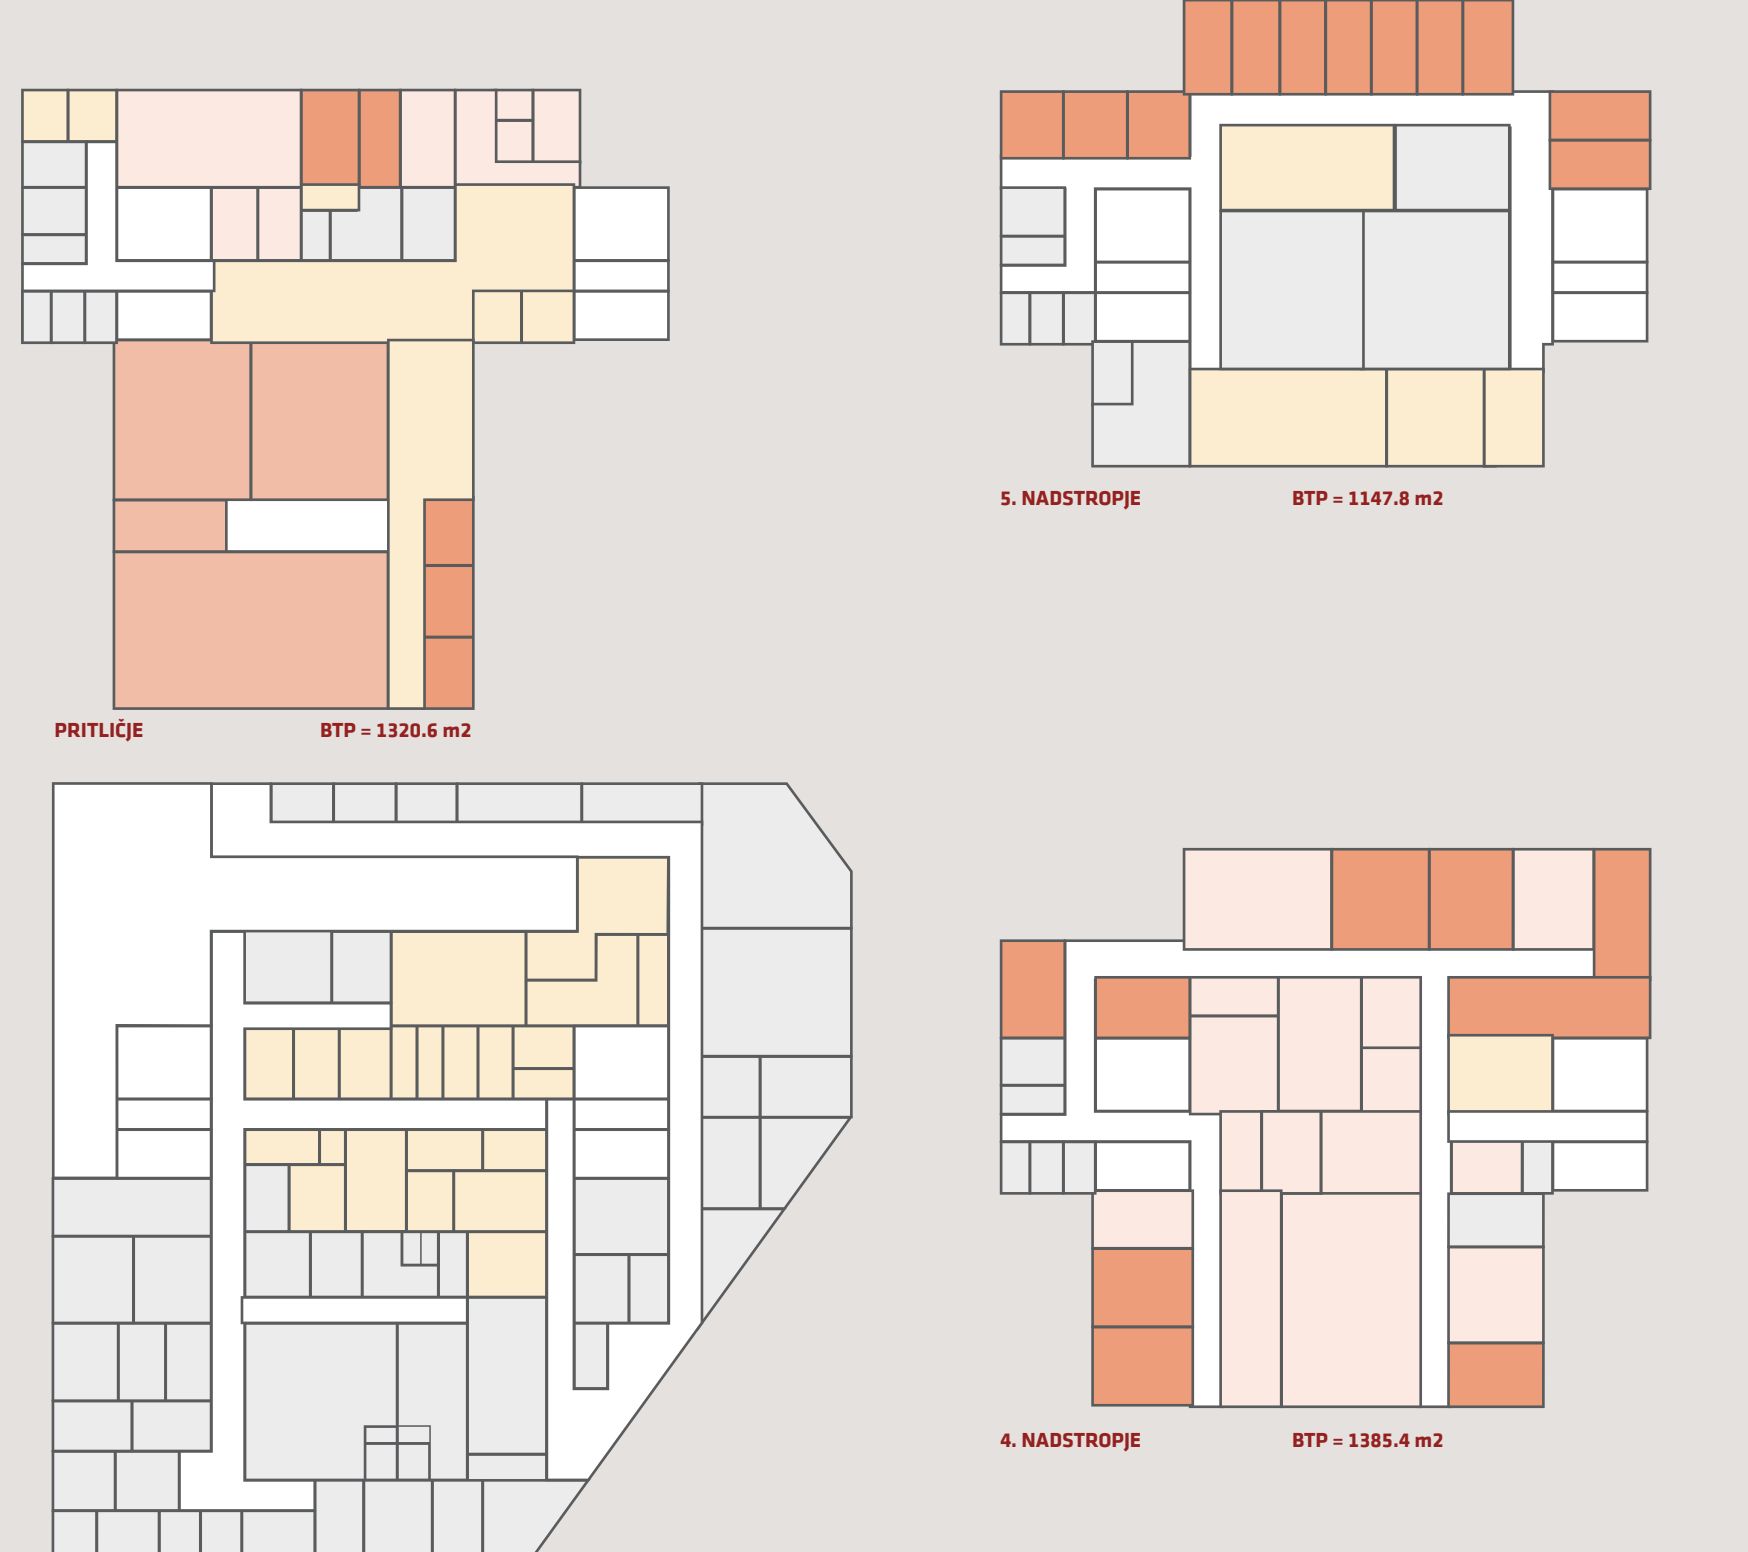 5. NADSTROPJE BTP = 1147.8 m2
PRITLIČJE BTP = 1320.6 m2
4. NADSTROPJE BTP = 1385.4 m2